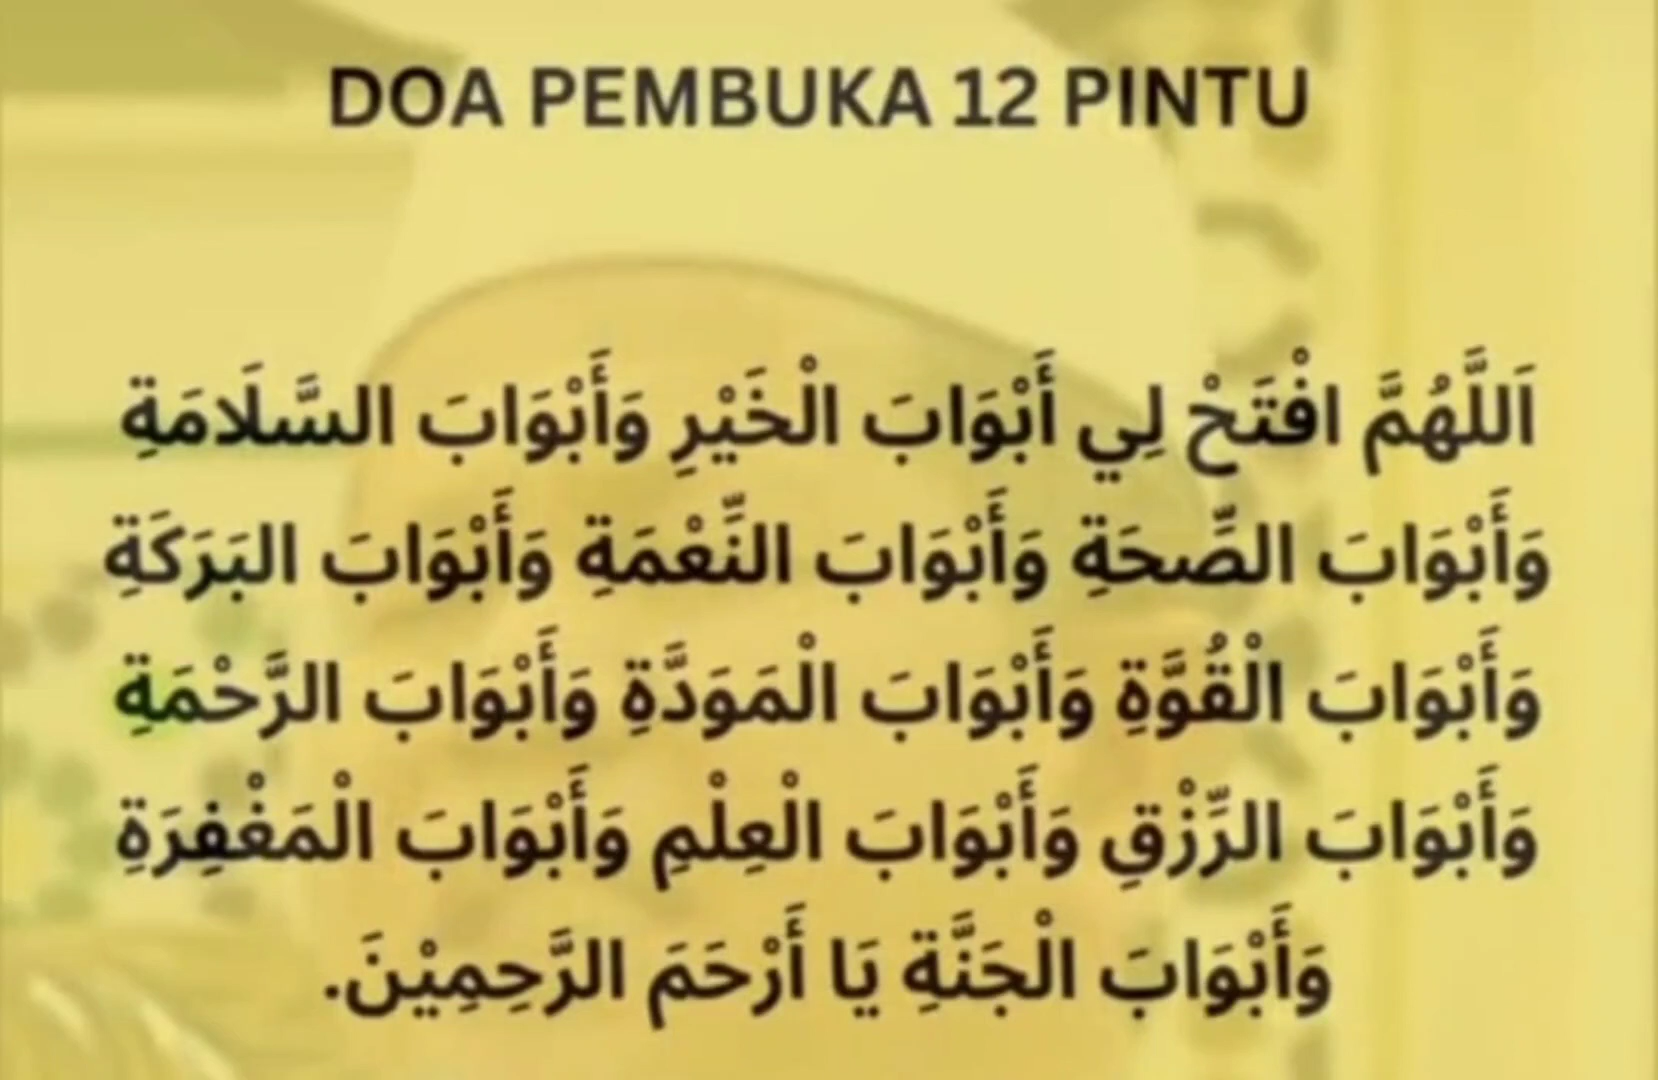 DOA PEMBUKA 12 PINTU
اَللَّهُمَّ افْتَحْ لِي أَبْوَابَ الْخَيْرِ وَأَبْوَابَ السَّلَامَةِ
وَأَبْوَابَ الصِّحَةِ وَأَبْوَابَ النِّعْمَةِ وَأَبْوَابَ البَرَكَةِ
وَأَبْوَابَ الْقُوَّةِ وَأَبْوَابَ الْمَوَدَّةِ وَأَبْوَابَ الرَّحْمَةِ
وَأَبْوَابَ الرِّزْقِ وَأَبْوَابَ الْعِلْمِ وَأَبْوَابَ الْمَغْفِرَةِ
وَأَبْوَابَ الْجَنَّةِ يَا أَرْحَمَ الرَّحِمِيْنَ.